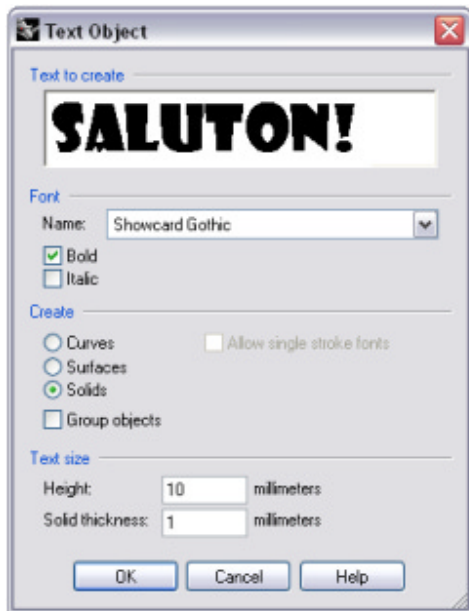 Text Object
Text to create
SALUTON!
Font
Name: Showcard Gothic
Bold
Italic
Create
Curves Allow single stroke fonts
Surfaces
Solids
Group objects
Text size
Height: 10 millimeters
Solid thickness: 1 millimeters
OK Cancel Help